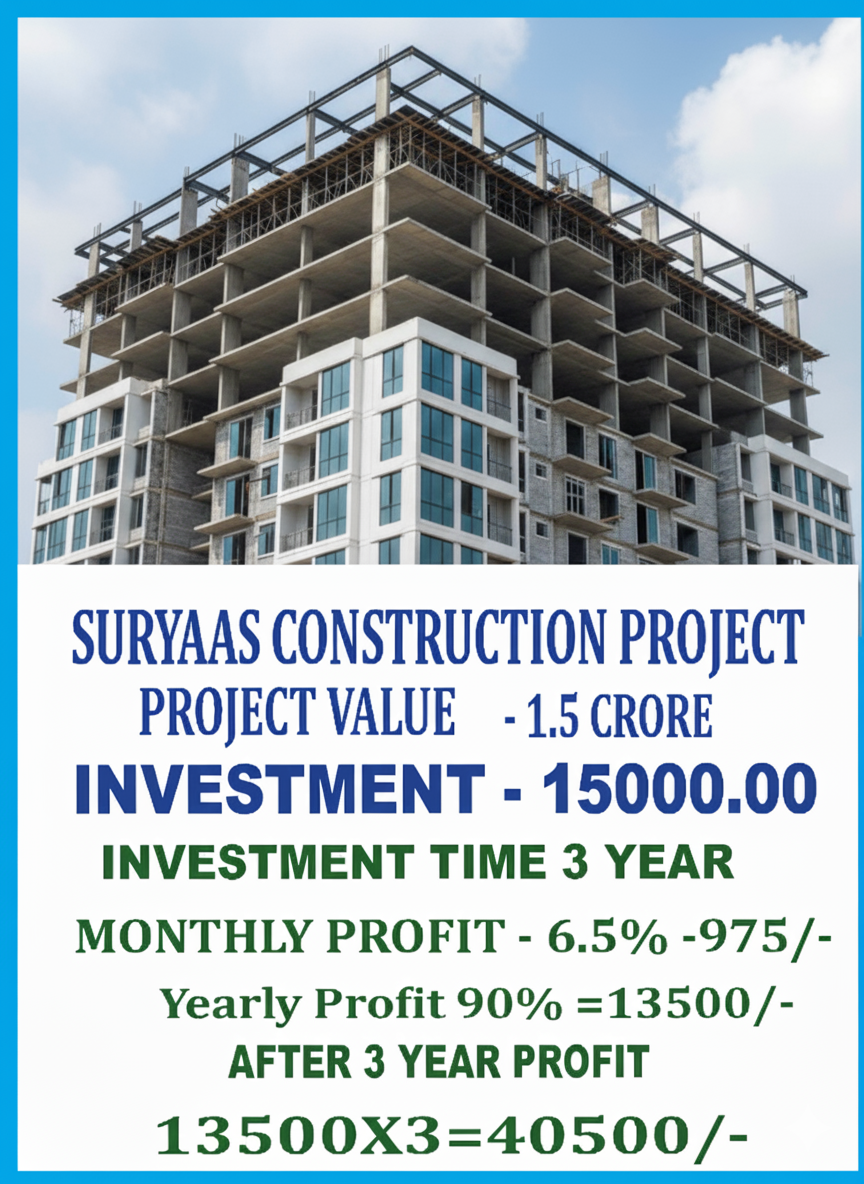 SURYAAS CONSTRUCTION PROJECT
PROJECT VALUE - 1.5 CRORE
INVESTMENT - 15000.00
INVESTMENT TIME 3 YEAR
MONTHLY PROFIT - 6.5% -975/-
Yearly Profit 90% =13500/-
AFTER 3 YEAR PROFIT
13500X3=40500/-